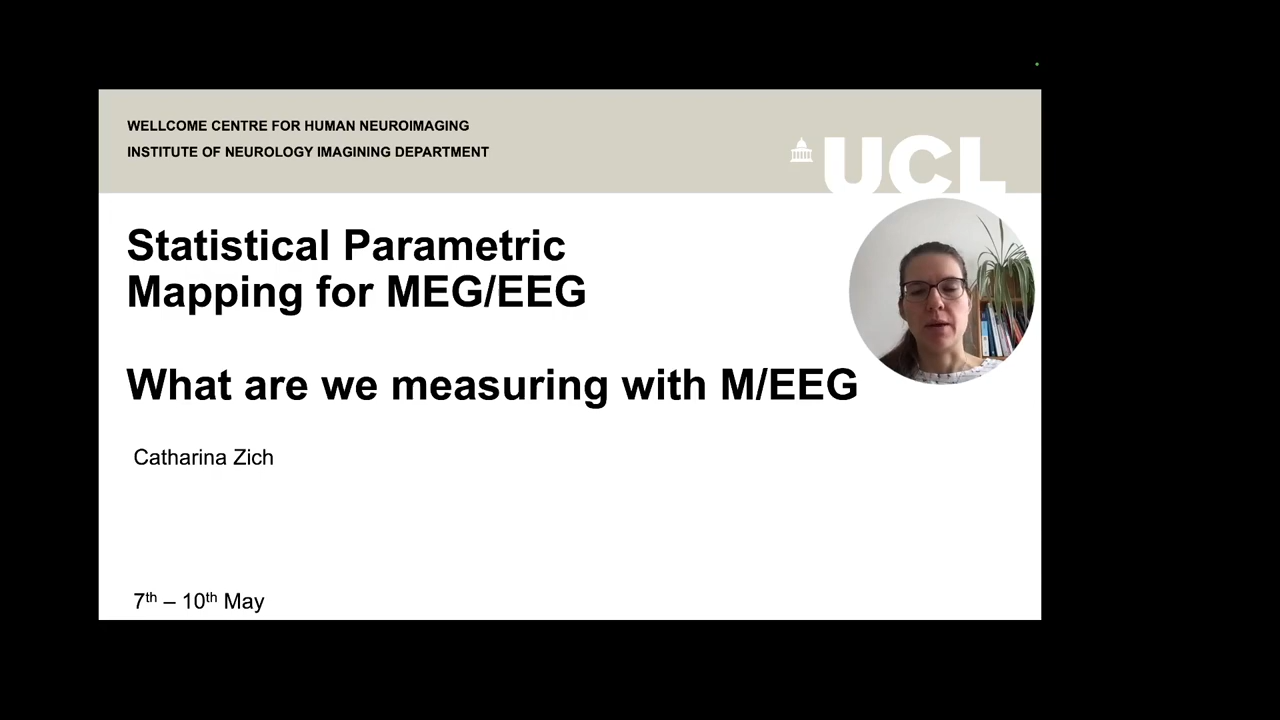 WELLCOME CENTRE FOR HUMAN NEUROIMAGING
INSTITUTE OF NEUROLOGY IMAGINING DEPARTMENT
UCL
Statistical Parametric
Mapping for MEG/EEG
What are we measuring with M/EEG
Catharina Zich
7th – 10th May